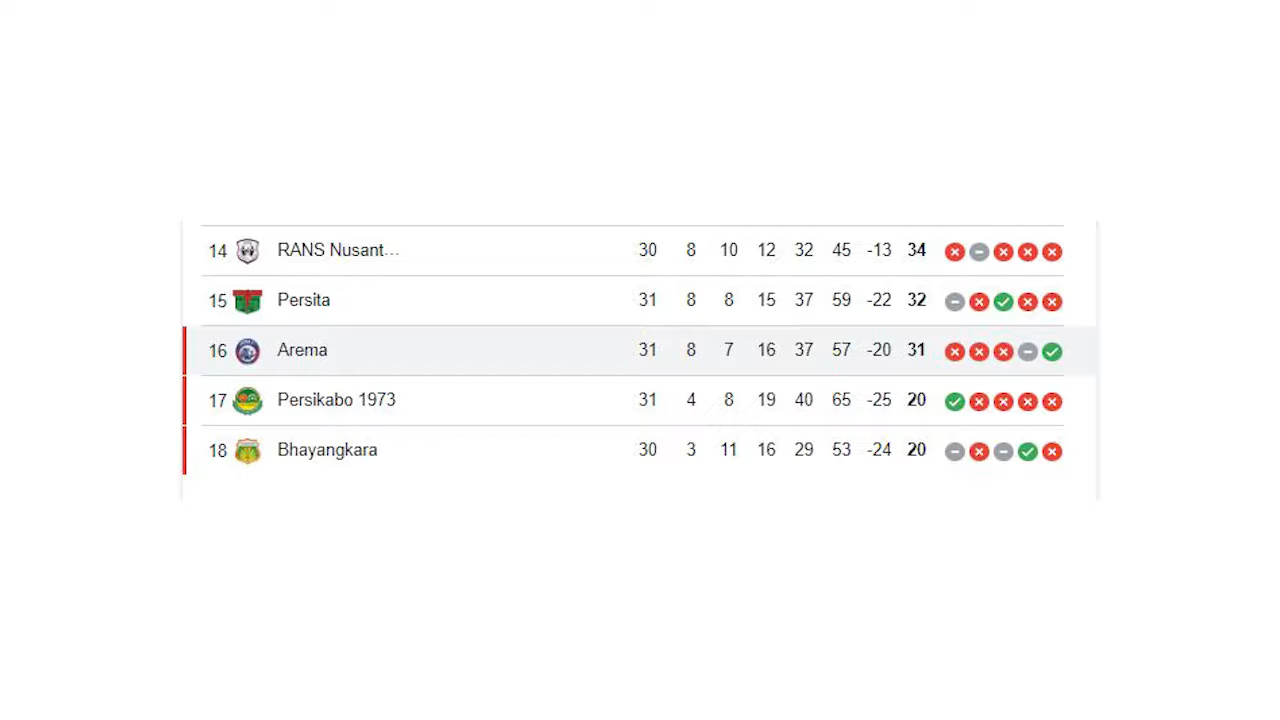 14 RANS Nusant... 30 8 10 12 32 45 -13 34
15 Persita 31 8 8 15 37 59 -22 32
16 Arema 31 8 7 16 37 57 -20 31
17 Persikabo 1973 31 4 8 19 40 65 -25 20
18 Bhayangkara 30 3 11 16 29 53 -24 20